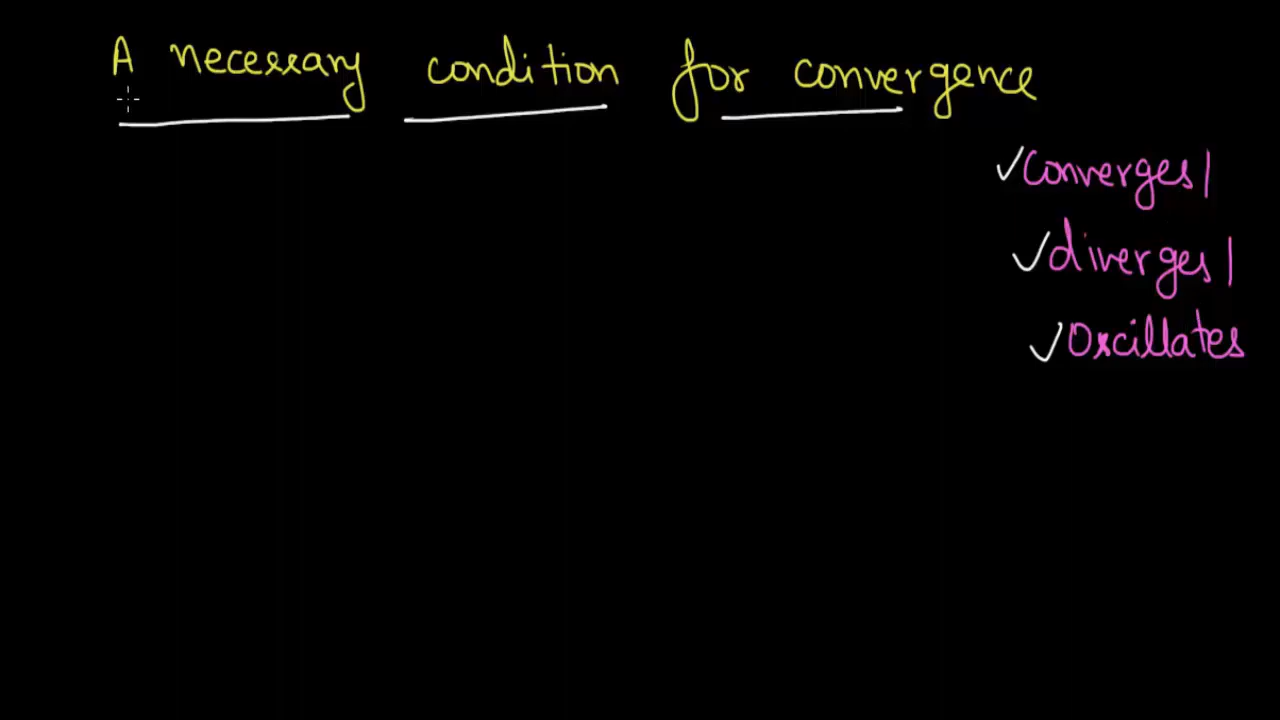 A necessary condition for convergence
✓Converges|
✓diverges|
✓Oscillates